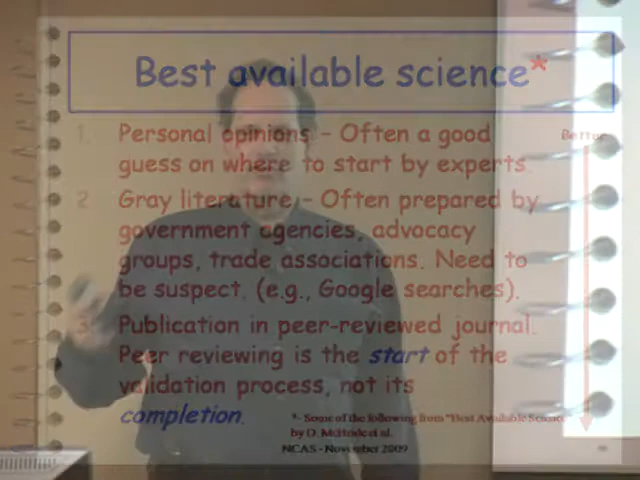 Best available science*
1. Personal opinions - Often a good
Better
guess on where to start by experts.
2. Gray literature - Often prepared by
government agencies, advocacy
groups, trade associations. Need to
be suspect. (e.g., Google searches).
3. Publication in peer-reviewed journal.
Peer reviewing is the start of the
validation process, not its
completion.
*- Some of the following from "Best Available Science"
by D. McBride et al.
NCAS - November 2009